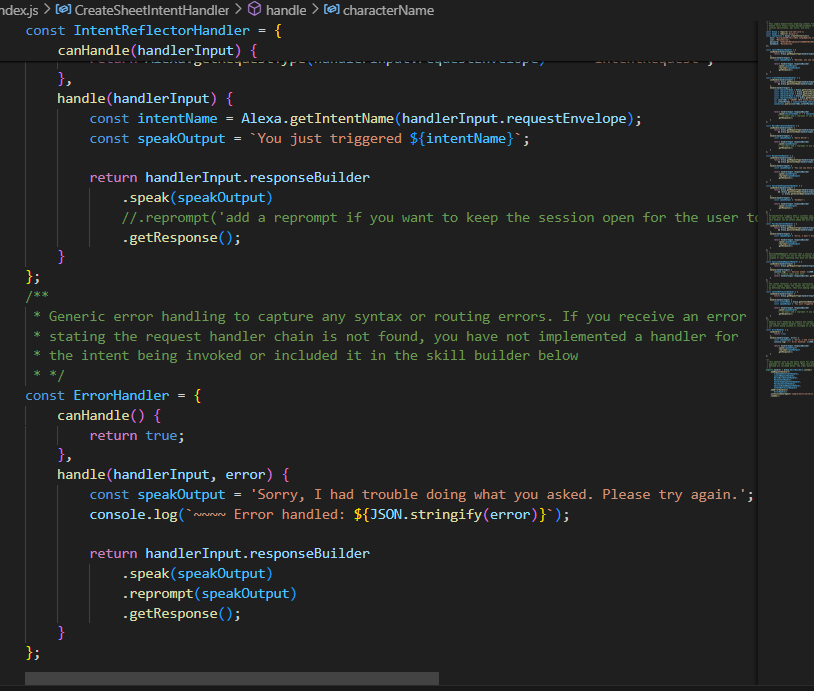 ndex.js > CreateSheetIntentHandler > handle > characterName
const IntentReflectorHandler = {
    canHandle(handlerInput) {
    },
    handle(handlerInput) {
        const intentName = Alexa.getIntentName(handlerInput.requestEnvelope);
        const speakOutput = `You just triggered ${intentName}`;

        return handlerInput.responseBuilder
            .speak(speakOutput)
            //.reprompt('add a reprompt if you want to keep the session open for the user to
            .getResponse();
    }
};
/**
 * Generic error handling to capture any syntax or routing errors. If you receive an error
 * stating the request handler chain is not found, you have not implemented a handler for
 * the intent being invoked or included it in the skill builder below
 * */
const ErrorHandler = {
    canHandle() {
        return true;
    },
    handle(handlerInput, error) {
        const speakOutput = 'Sorry, I had trouble doing what you asked. Please try again.';
        console.log(`~~~~ Error handled: ${JSON.stringify(error)}`);

        return handlerInput.responseBuilder
            .speak(speakOutput)
            .reprompt(speakOutput)
            .getResponse();
    }
};